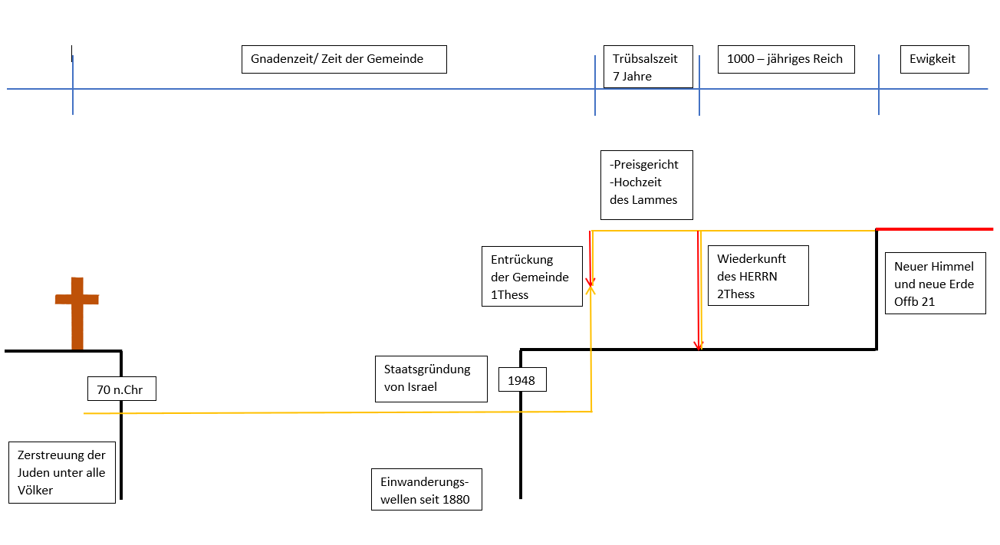 Gnadenzeit/ Zeit der Gemeinde
Trübsalszeit
7 Jahre
1000 – jähriges Reich
Ewigkeit
-Preisgericht
-Hochzeit
des Lammes
Entrückung
der Gemeinde
1Thess
Wiederkunft
des HERRN
2Thess
Neuer Himmel
und neue Erde
Offb 21
Staatsgründung
von Israel
1948
70 n.Chr
Zerstreuung der
Juden unter alle
Völker
Einwanderungs-
wellen seit 1880